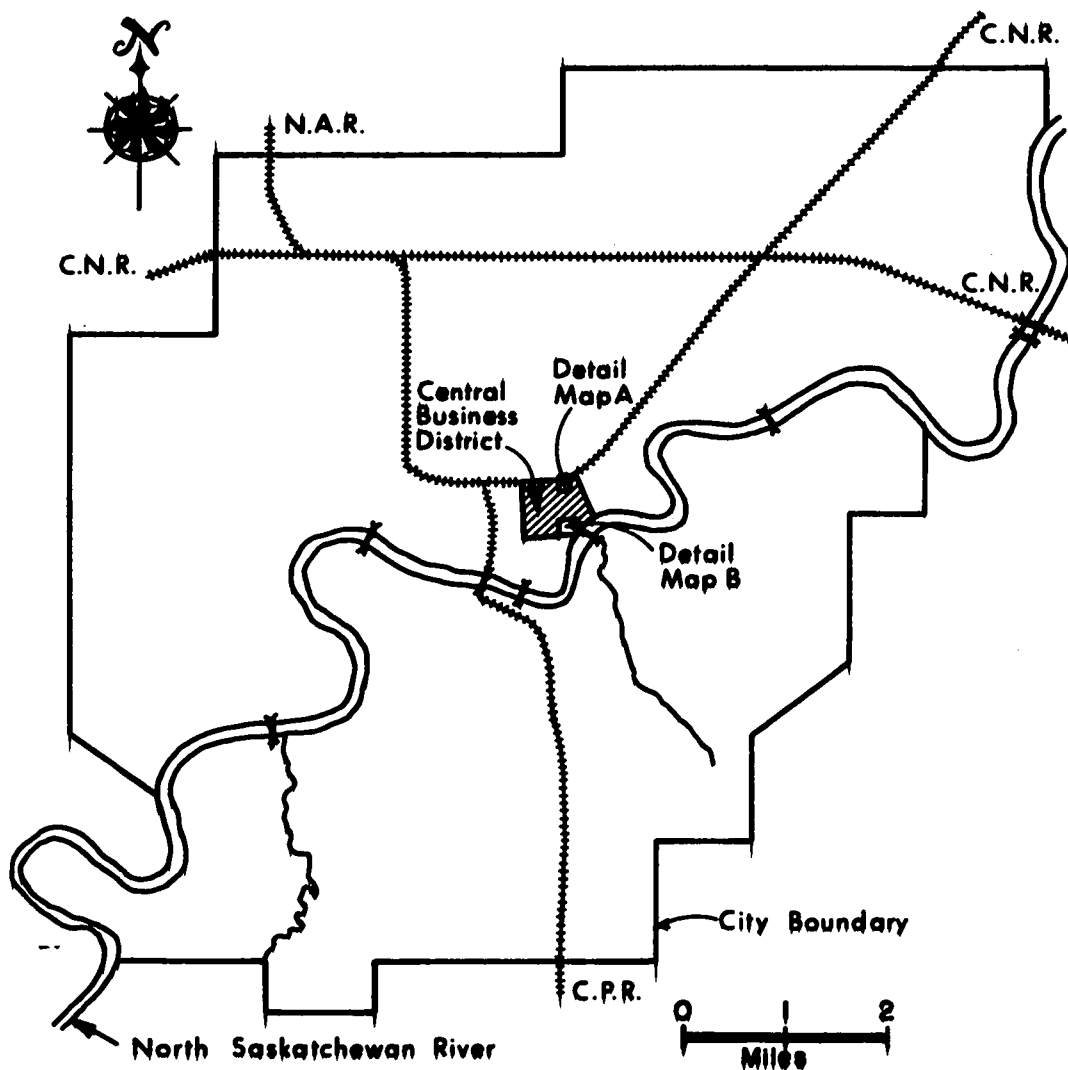 N
C.N.R.
N.A.R.
C.N.R.
C.N.R.
Detail
Map A
Central
Business
District
Detail
Map B
City Boundary
C.P.R.
0 1 2
Miles
North Saskatchewan River